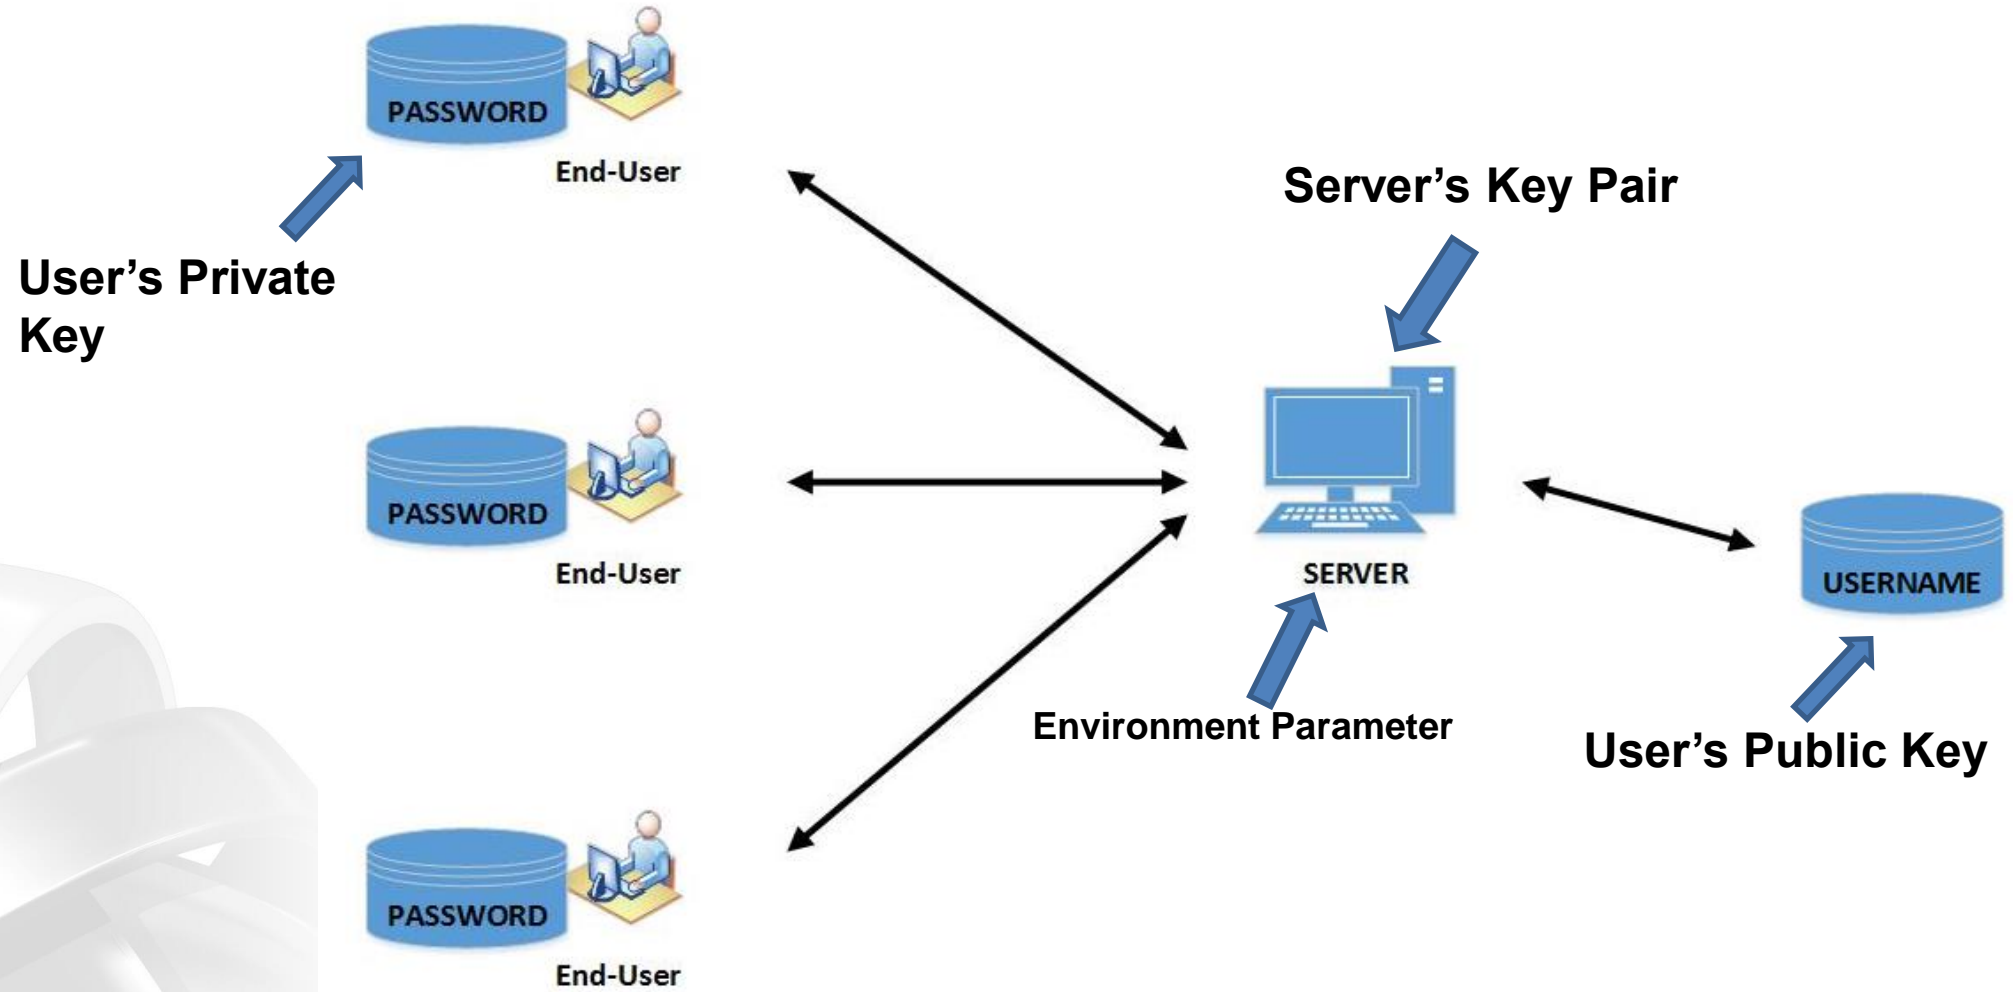 PASSWORD
End-User
Server’s Key Pair
User’s Private
Key
PASSWORD
End-User
SERVER
USERNAME
Environment Parameter
User’s Public Key
PASSWORD
End-User